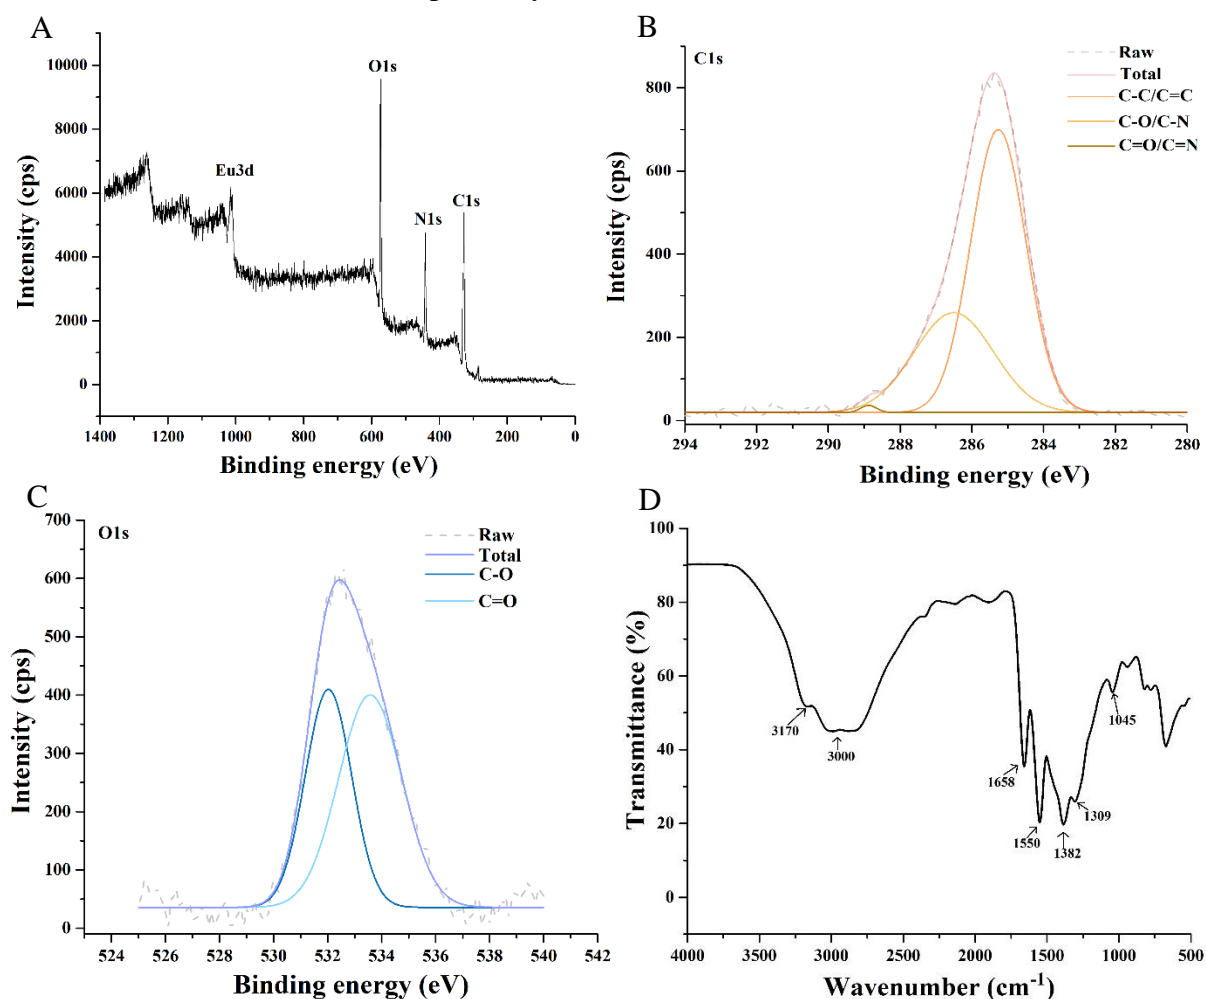 A
10000
8000
6000
4000
2000
0
Intensity (cps)
Eu3d
O1s
N1s
C1s
1400 1200 1000 800 600 400 200 0
Binding energy (eV)
B
C1s
Raw
Total
C-C/C=C
C-O/C-N
C=O/C=N
800
600
400
200
0
Intensity (cps)
294 292 290 288 286 284 282 280
Binding energy (eV)
C
O1s
Raw
Total
C-O
C=O
700
600
500
400
300
200
100
0
Intensity (cps)
524 526 528 530 532 534 536 538 540 542
Binding energy (eV)
D
100
80
60
40
20
0
Transmittance (%)
3170
3000
1658
1550
1382
1309
1045
4000 3500 3000 2500 2000 1500 1000 500
Wavenumber (cm⁻¹)